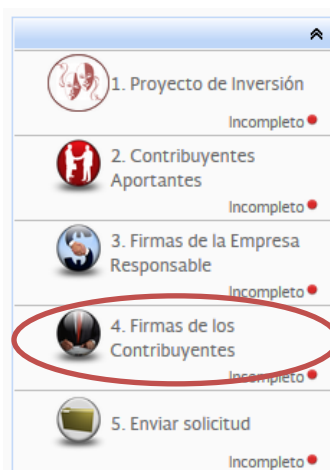 1. Proyecto de Inversión
Incompleto
2. Contribuyentes
Aportantes
Incompleto
3. Firmas de la Empresa
Responsable
Incompleto
4. Firmas de los
Contribuyentes
Incompleto
5. Enviar solicitud
Incompleto